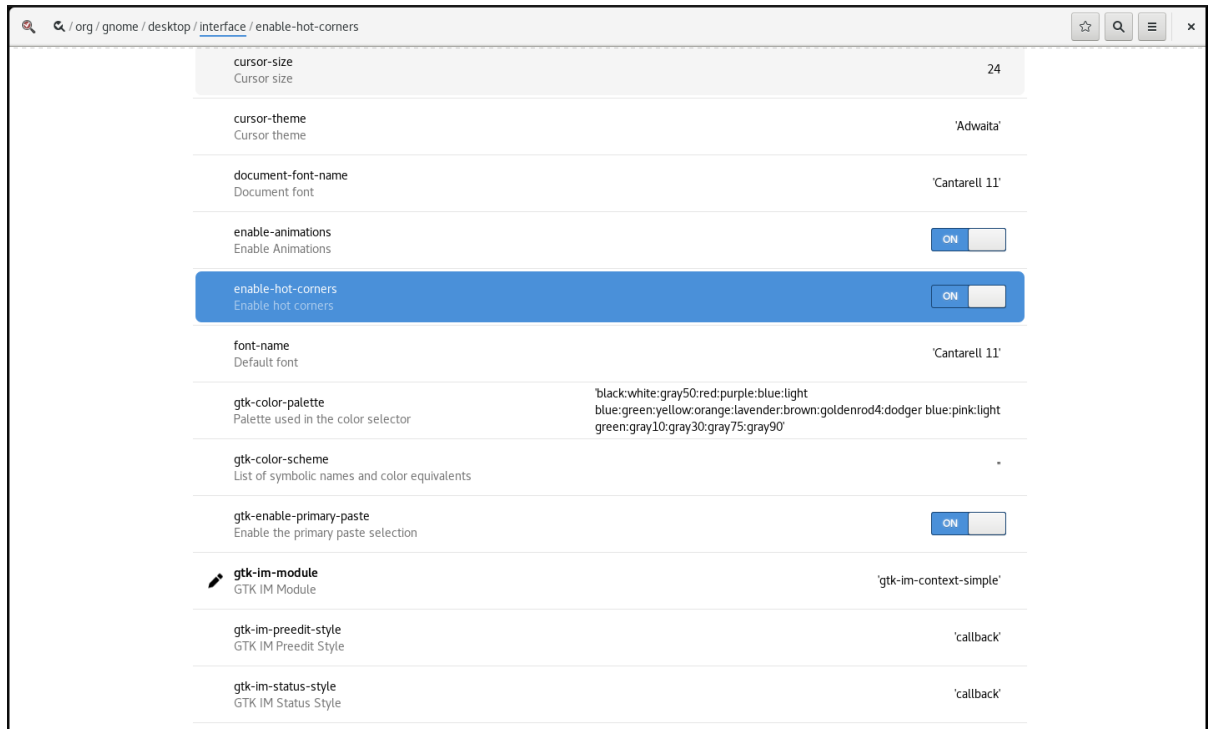 / org / gnome / desktop / interface / enable-hot-corners
cursor-size
Cursor size
24
cursor-theme
Cursor theme
'Adwaita'
document-font-name
Document font
'Cantarell 11'
enable-animations
Enable Animations
ON
enable-hot-corners
Enable hot corners
ON
font-name
Default font
'Cantarell 11'
gtk-color-palette
Palette used in the color selector
'black:white:gray50:red:purple:blue:light
blue:green:yellow:orange:lavender:brown:goldenrod4:dodger blue:pink:light
green:gray10:gray30:gray75:gray90'
gtk-color-scheme
List of symbolic names and color equivalents
''
gtk-enable-primary-paste
Enable the primary paste selection
ON
gtk-im-module
GTK IM Module
'gtk-im-context-simple'
gtk-im-preedit-style
GTK IM Preedit Style
'callback'
gtk-im-status-style
GTK IM Status Style
'callback'